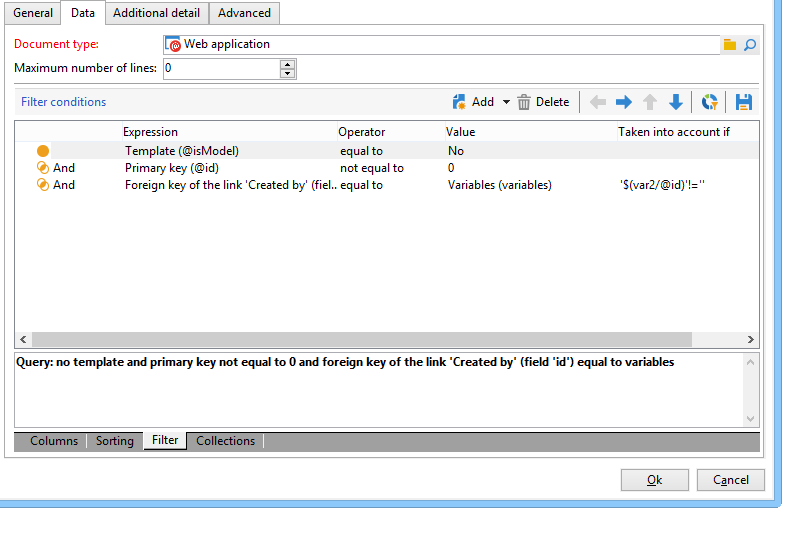 General Data Additional detail Advanced
Document type: Web application
Maximum number of lines: 0
Filter conditions Add Delete
Expression Operator Value Taken into account if
Template (@isModel) equal to No
And Primary key (@id) not equal to 0
And Foreign key of the link 'Created by' (fiel.. equal to Variables (variables) '$(var2/@id)'!=''
Query: no template and primary key not equal to 0 and foreign key of the link 'Created by' (field 'id') equal to variables
Columns Sorting Filter Collections
Ok Cancel